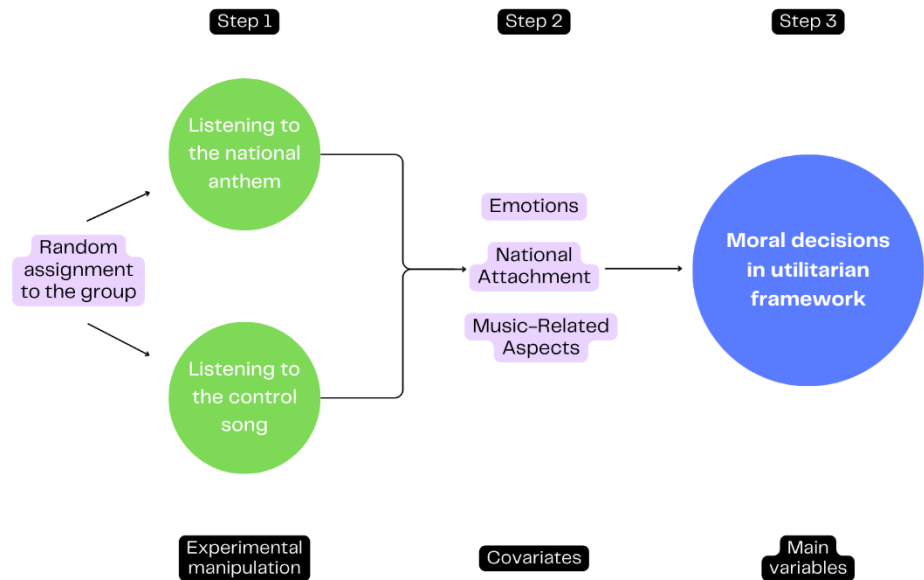 Step 1
Step 2
Step 3
Listening to
the national
anthem
Random
assignment
to the group
Listening to
the control
song
Emotions
National
Attachment
Music-Related
Aspects
Moral decisions
in utilitarian
framework
Experimental
manipulation
Covariates
Main
variables